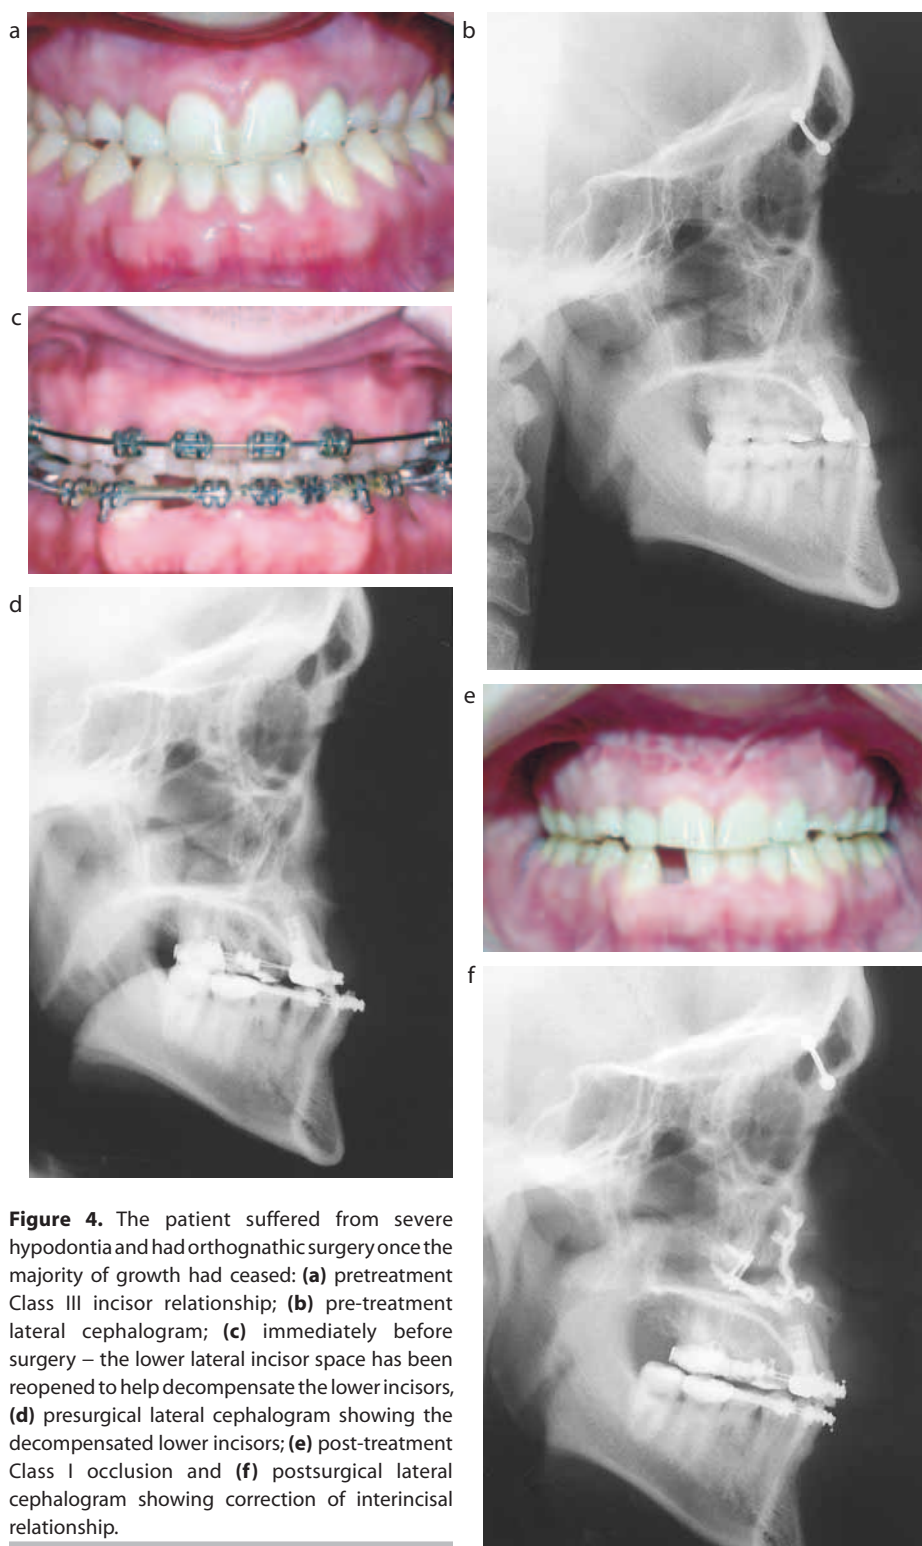 a
b
c
d
e
f
Figure 4. The patient suffered from severe
hypodontia and had orthognathic surgery once the
majority of growth had ceased: (a) pretreatment
Class III incisor relationship; (b) pre-treatment
lateral cephalogram; (c) immediately before
surgery – the lower lateral incisor space has been
reopened to help decompensate the lower incisors,
(d) presurgical lateral cephalogram showing the
decompensated lower incisors; (e) post-treatment
Class I occlusion and (f) postsurgical lateral
cephalogram showing correction of interincisal
relationship.